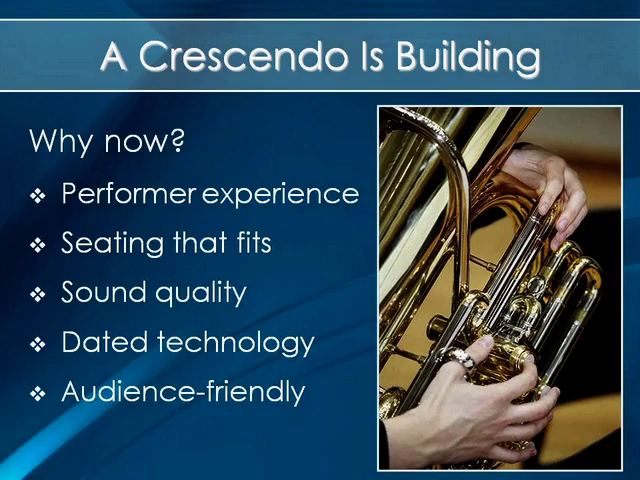 A Crescendo Is Building
Why now?
❖ Performer experience
❖ Seating that fits
❖ Sound quality
❖ Dated technology
❖ Audience-friendly